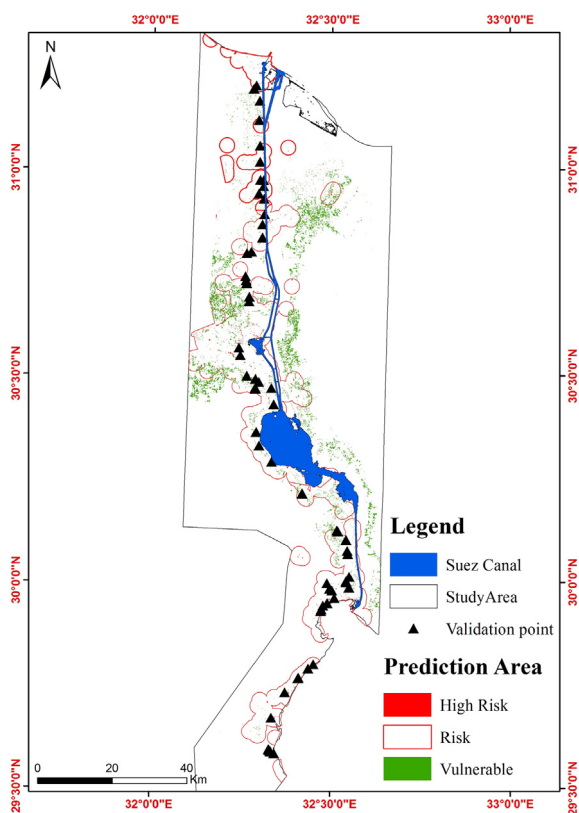 32°0'0"E 32°30'0"E 33°0'0"E
N
31°0'0"N 31°0'0"N
30°30'0"N 30°30'0"N
30°0'0"N 30°0'0"N
29°30'0"N 29°30'0"N
Legend
Suez Canal
StudyArea
Validation point
Prediction Area
High Risk
Risk
Vulnerable
0 20 40
Km
32°0'0"E 32°30'0"E 33°0'0"E